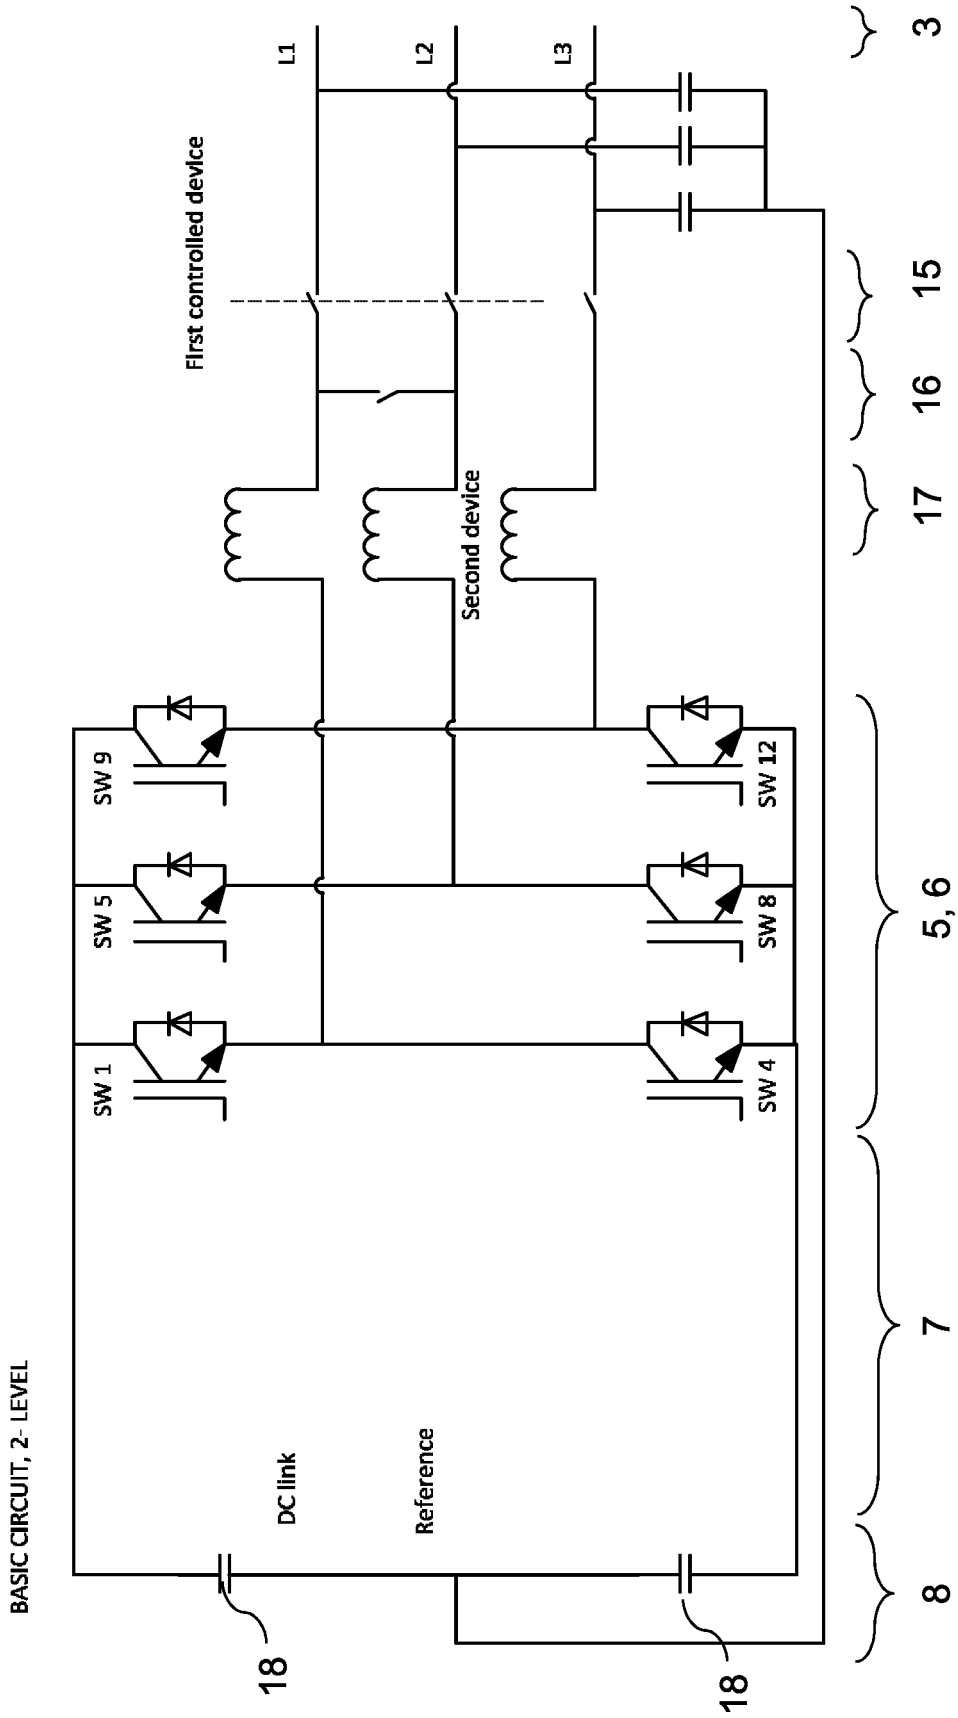 BASIC CIRCUIT, 2- LEVEL
SW 1
SW 5
SW 9
First controlled device
L1
L2
L3
DC link
Reference
Second device
SW 4
SW 8
SW 12
18
18
8
7
5, 6
17
16
15
3